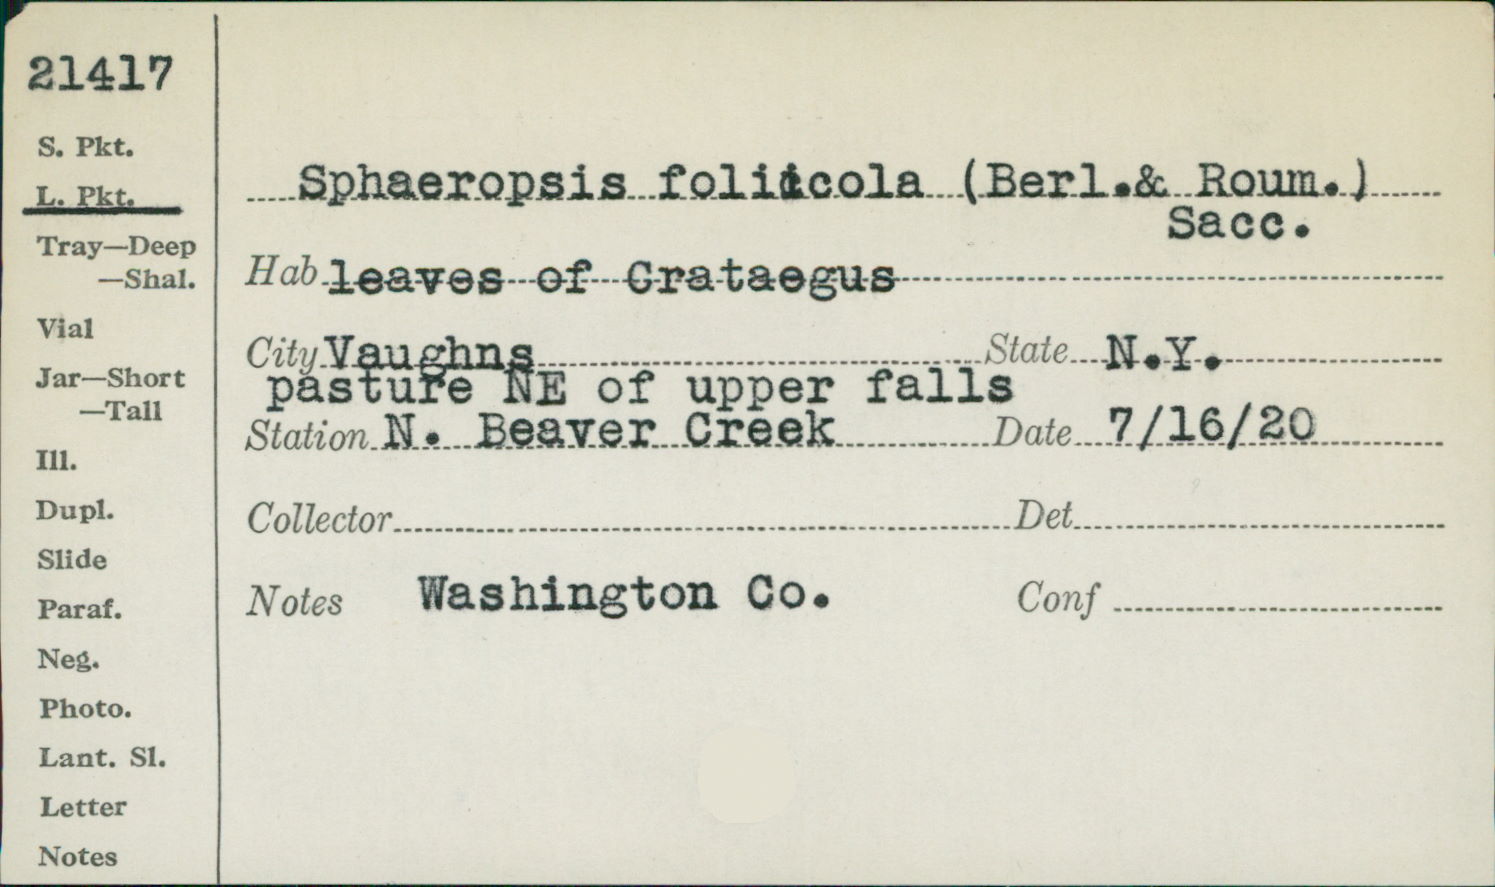 21417
S. Pkt.
L. Pkt.
Tray—Deep
—Shal.
Vial
Jar—Short
—Tall
Ill.
Dupl.
Slide
Paraf.
Neg.
Photo.
Lant. Sl.
Letter
Notes
Sphaeropsis foliicola (Berl.& Roum.)
Sacc.
Hab. leaves of Crataegus
City Vaughns State N.Y.
pasture NE of upper falls
Station N. Beaver Creek Date 7/16/20
Collector Det.
Notes Washington Co. Conf